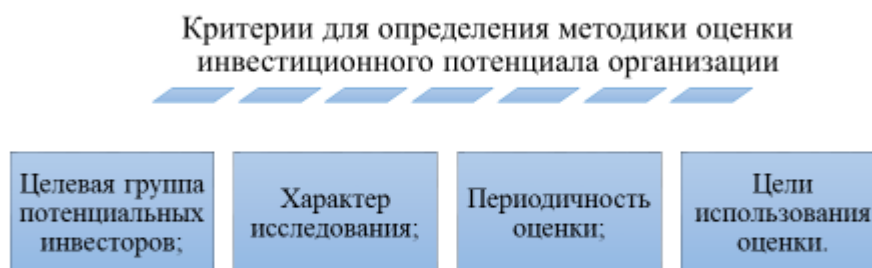 Критерии для определения методики оценки
инвестиционного потенциала организации
Целевая группа
потенциальных
инвесторов;
Характер
исследования;
Периодичность
оценки;
Цели
использования
оценки.